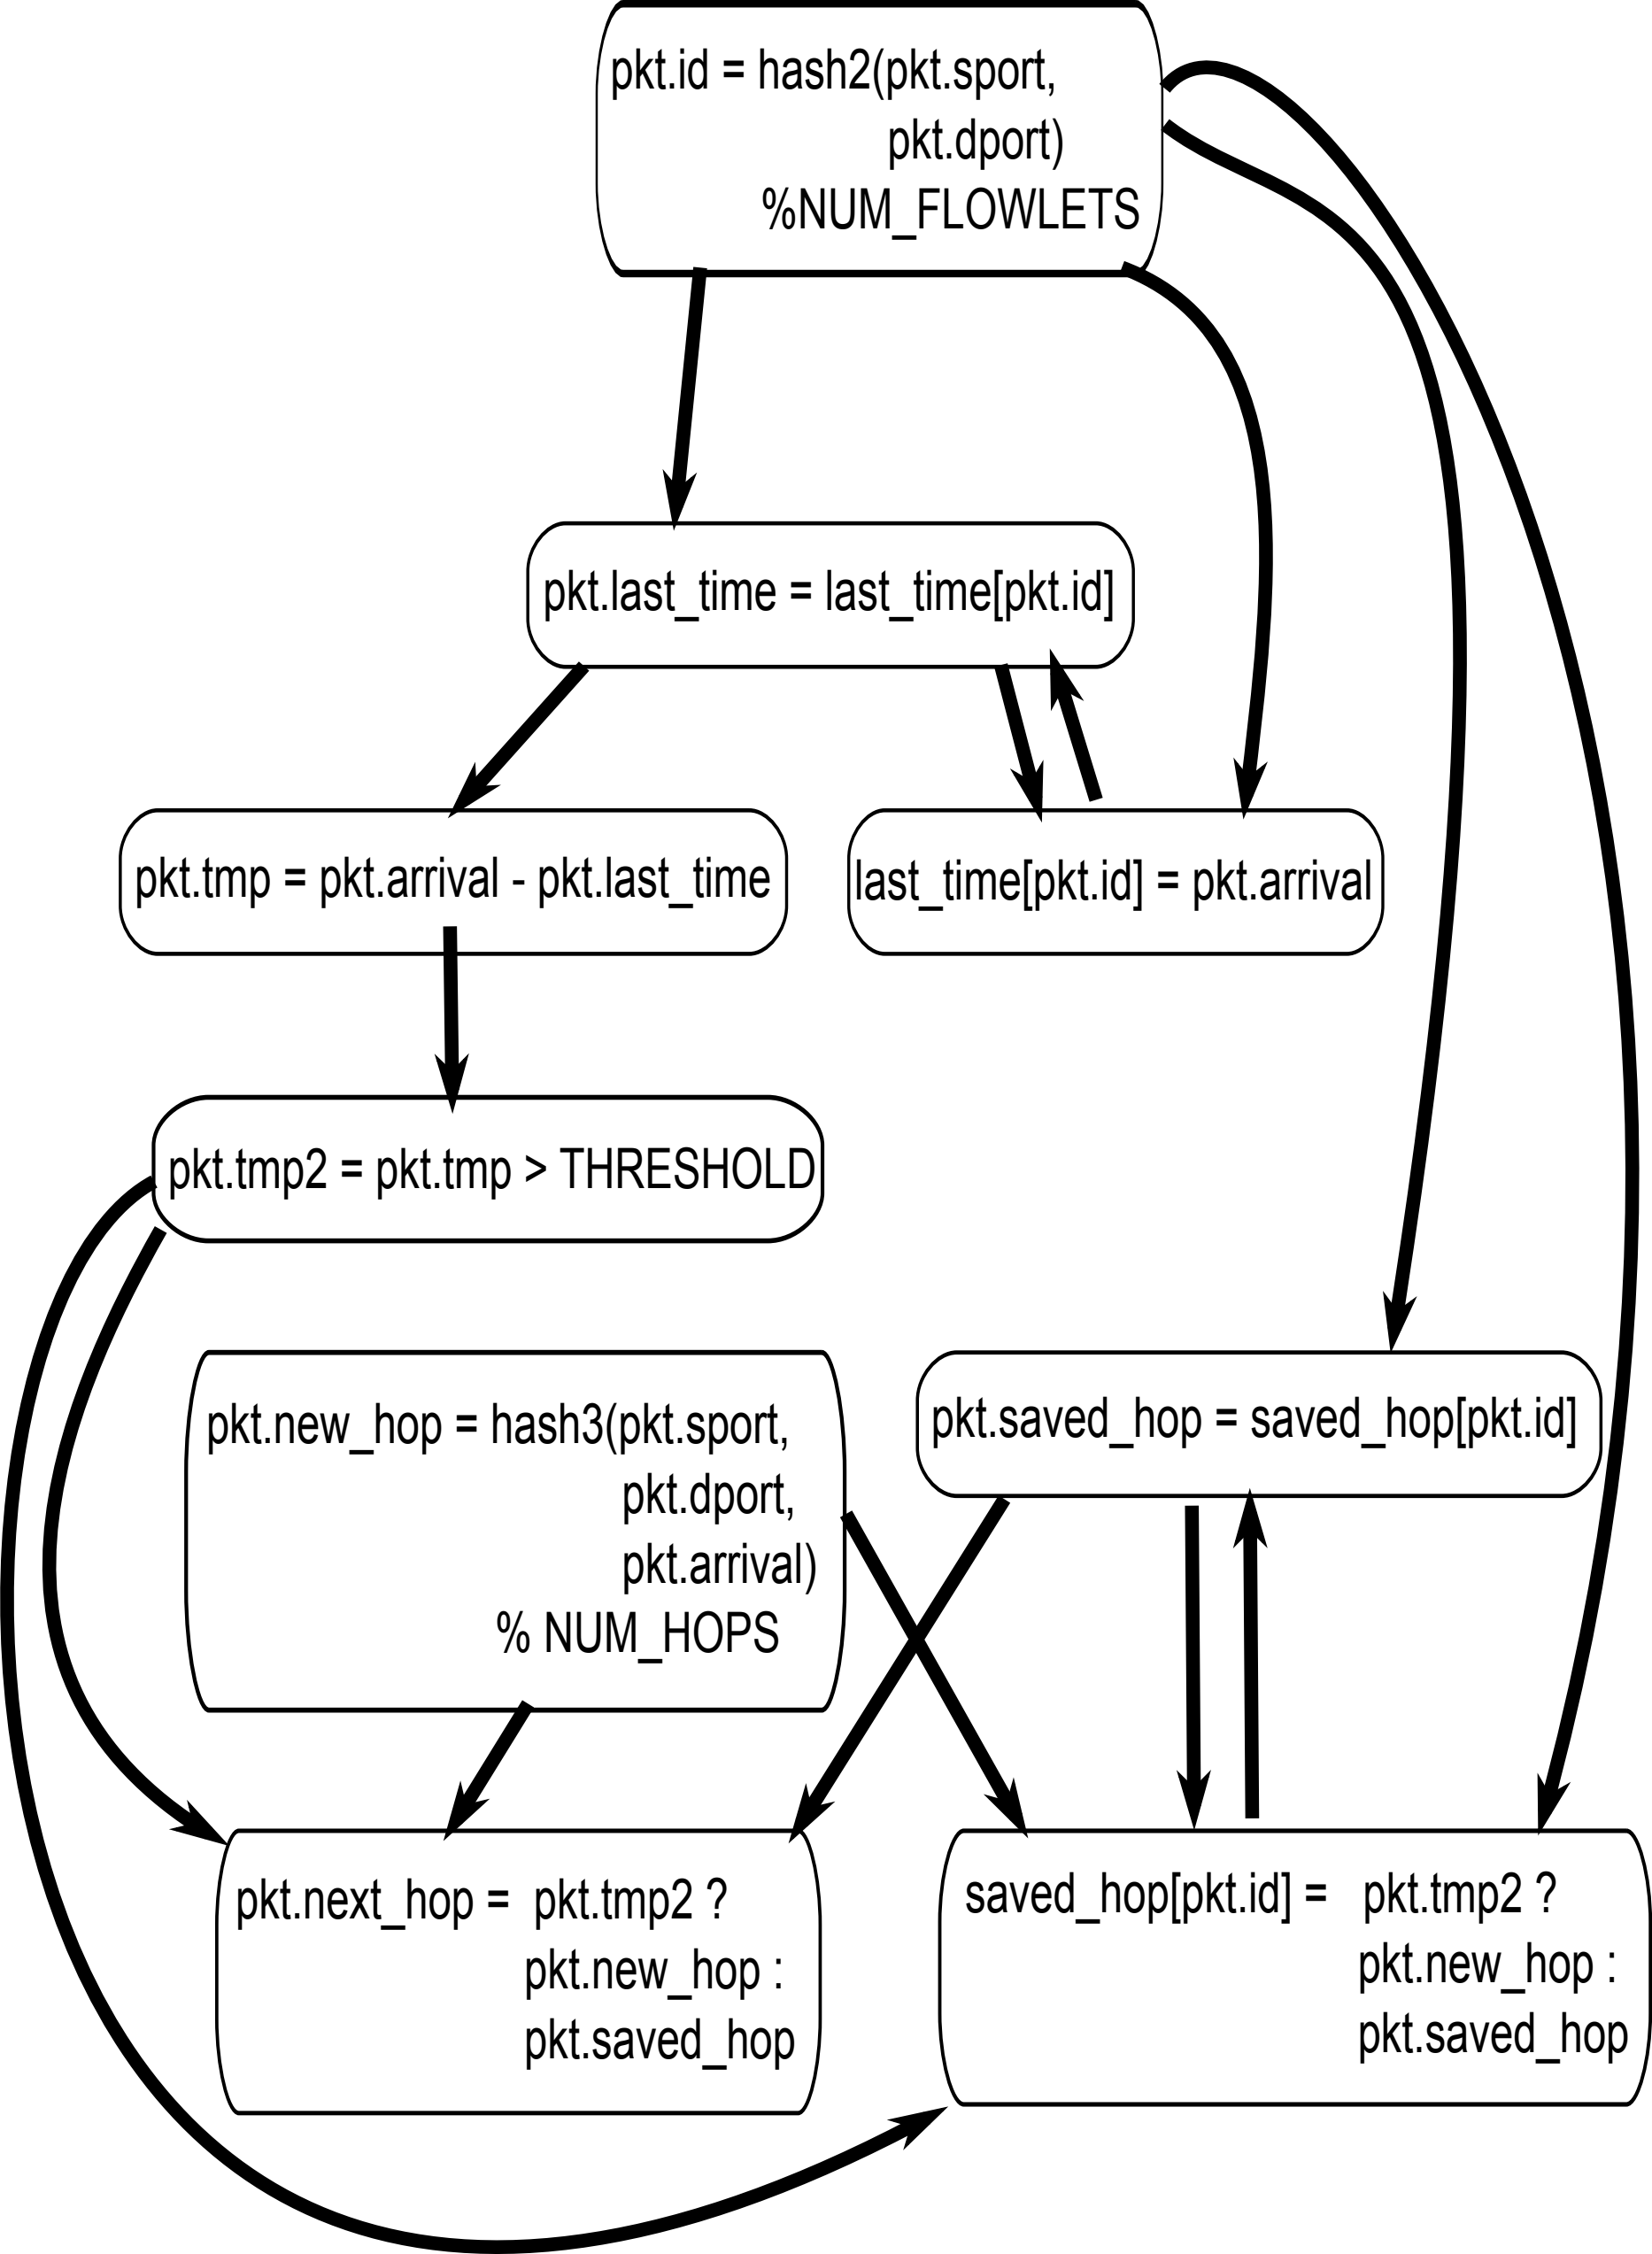 pkt.id = hash2(pkt.sport,
pkt.dport)
%NUM_FLOWLETS
pkt.last_time = last_time[pkt.id]
pkt.tmp = pkt.arrival - pkt.last_time
last_time[pkt.id] = pkt.arrival
pkt.tmp2 = pkt.tmp > THRESHOLD
pkt.new_hop = hash3(pkt.sport,
pkt.dport,
pkt.arrival)
% NUM_HOPS
pkt.saved_hop = saved_hop[pkt.id]
pkt.next_hop = pkt.tmp2 ?
pkt.new_hop :
pkt.saved_hop
saved_hop[pkt.id] = pkt.tmp2 ?
pkt.new_hop :
pkt.saved_hop